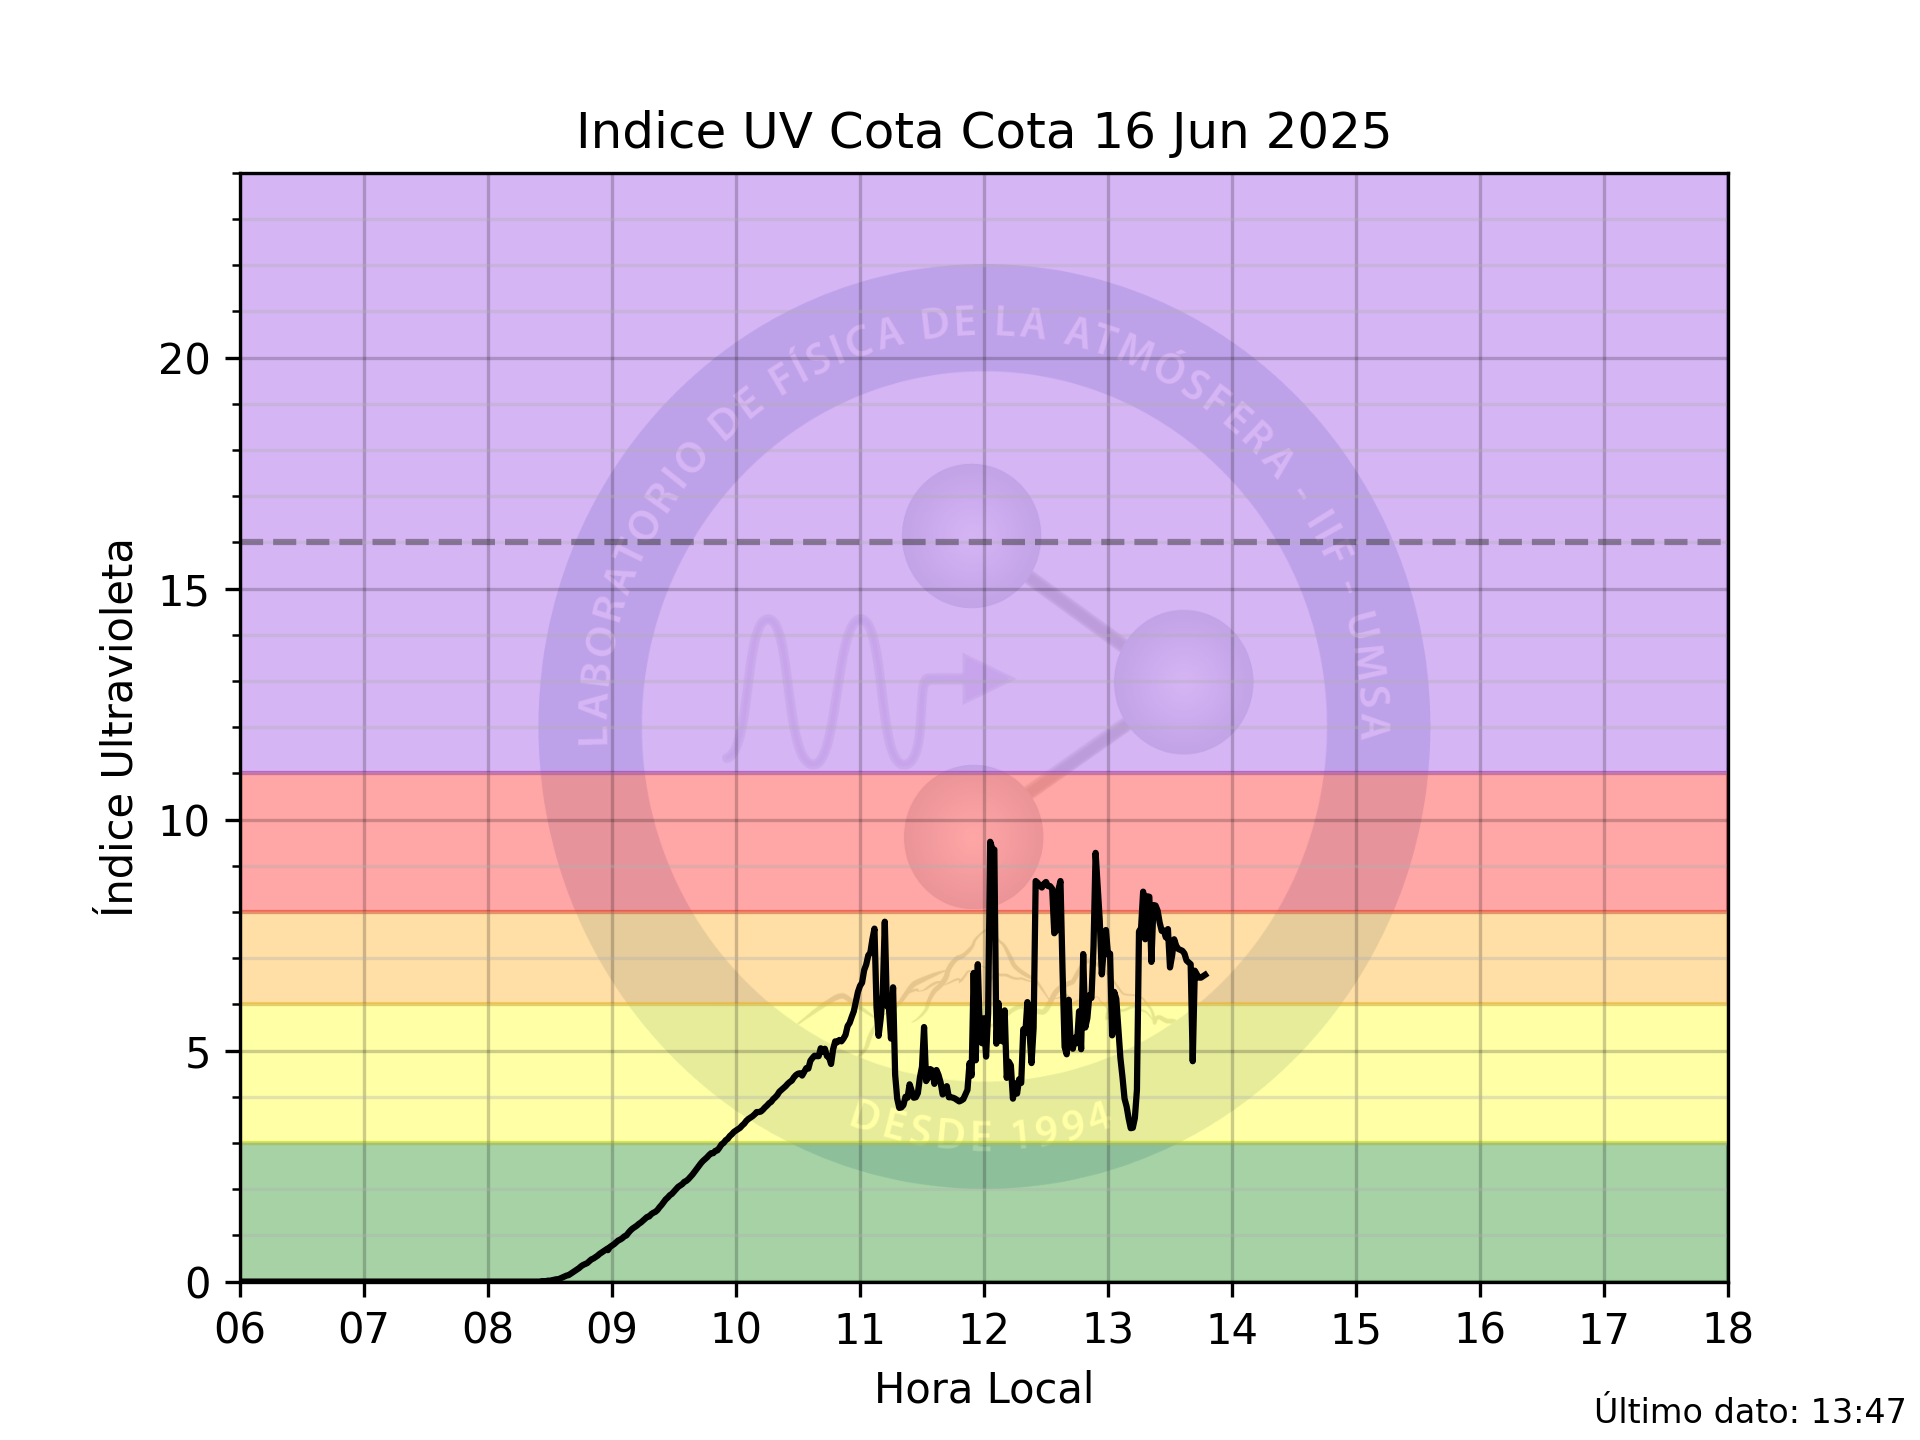 Indice UV Cota Cota 16 Jun 2025
LABORATORIO DE FÍSICA DE LA ATMÓSFERA - IIF - UMSA
20
15
10
5
0
Índice Ultravioleta
DESDE 1994
06 07 08 09 10 11 12 13 14 15 16 17 18
Hora Local
Último dato: 13:47